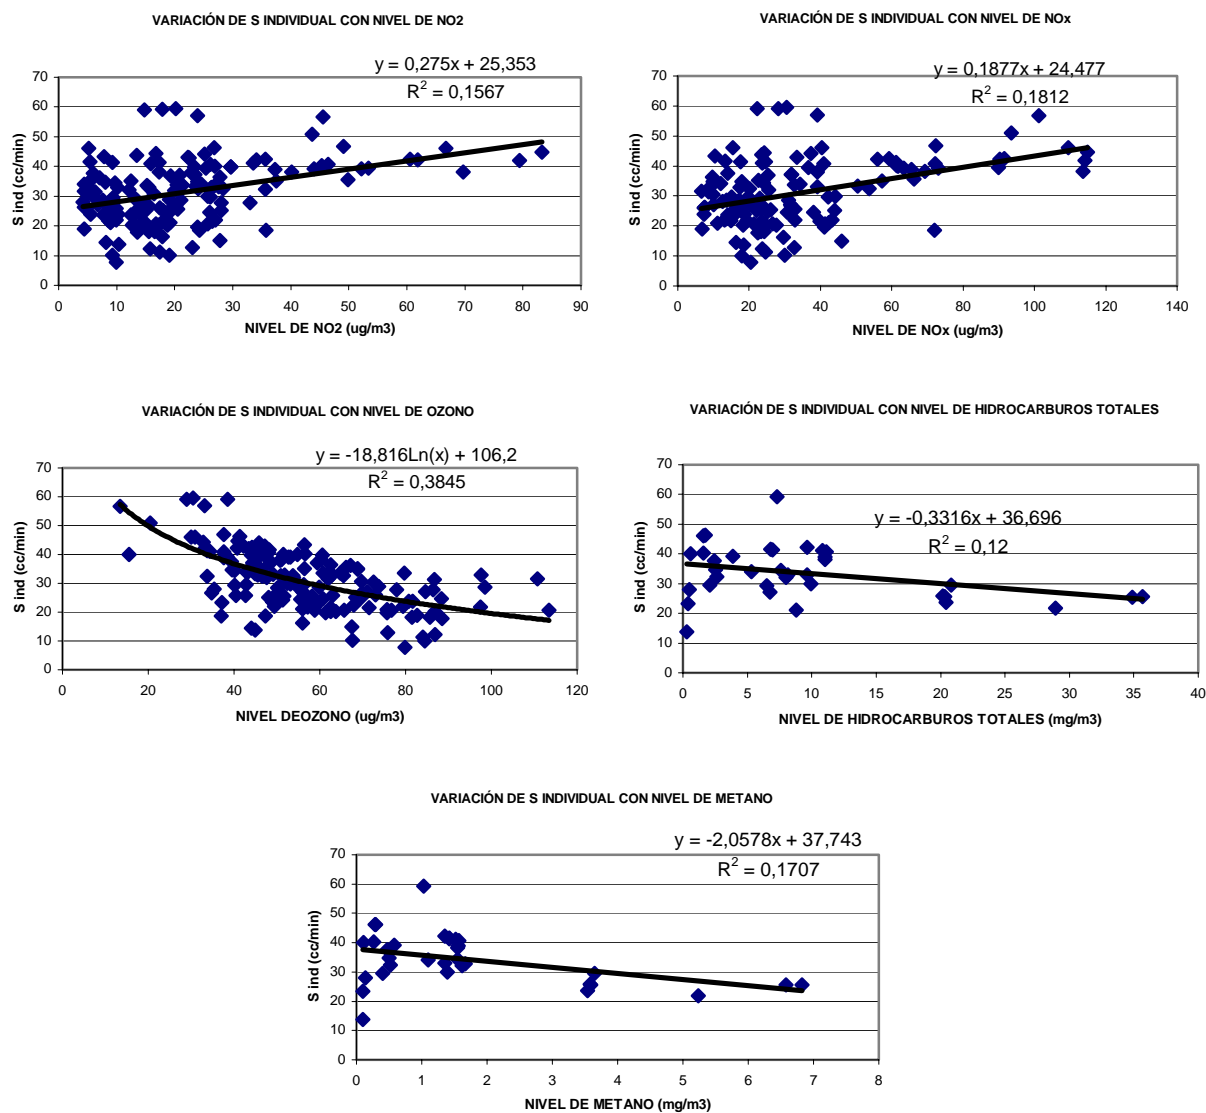 VARIACIÓN DE S INDIVIDUAL CON NIVEL DE NO2
y = 0,275x + 25,353
R² = 0,1567
70
60
50
40
30
20
10
0
S ind (cc/min)
0 10 20 30 40 50 60 70 80 90
NIVEL DE NO2 (ug/m3)
VARIACIÓN DE S INDIVIDUAL CON NIVEL DE NOx
y = 0,1877x + 24,477
R² = 0,1812
70
60
50
40
30
20
10
0
S ind (cc/min)
0 20 40 60 80 100 120 140
NIVEL DE NOx (ug/m3)
VARIACIÓN DE S INDIVIDUAL CON NIVEL DE OZONO
y = -18,816Ln(x) + 106,2
R² = 0,3845
70
60
50
40
30
20
10
0
S ind (cc/min)
0 20 40 60 80 100 120
NIVEL DEOZONO (ug/m3)
VARIACIÓN DE S INDIVIDUAL CON NIVEL DE HIDROCARBUROS TOTALES
y = -0,3316x + 36,696
R² = 0,12
70
60
50
40
30
20
10
0
S ind (cc/min)
0 5 10 15 20 25 30 35 40
NIVEL DE HIDROCARBUROS TOTALES (mg/m3)
VARIACIÓN DE S INDIVIDUAL CON NIVEL DE METANO
y = -2,0578x + 37,743
R² = 0,1707
70
60
50
40
30
20
10
0
S ind (cc/min)
0 1 2 3 4 5 6 7 8
NIVEL DE METANO (mg/m3)